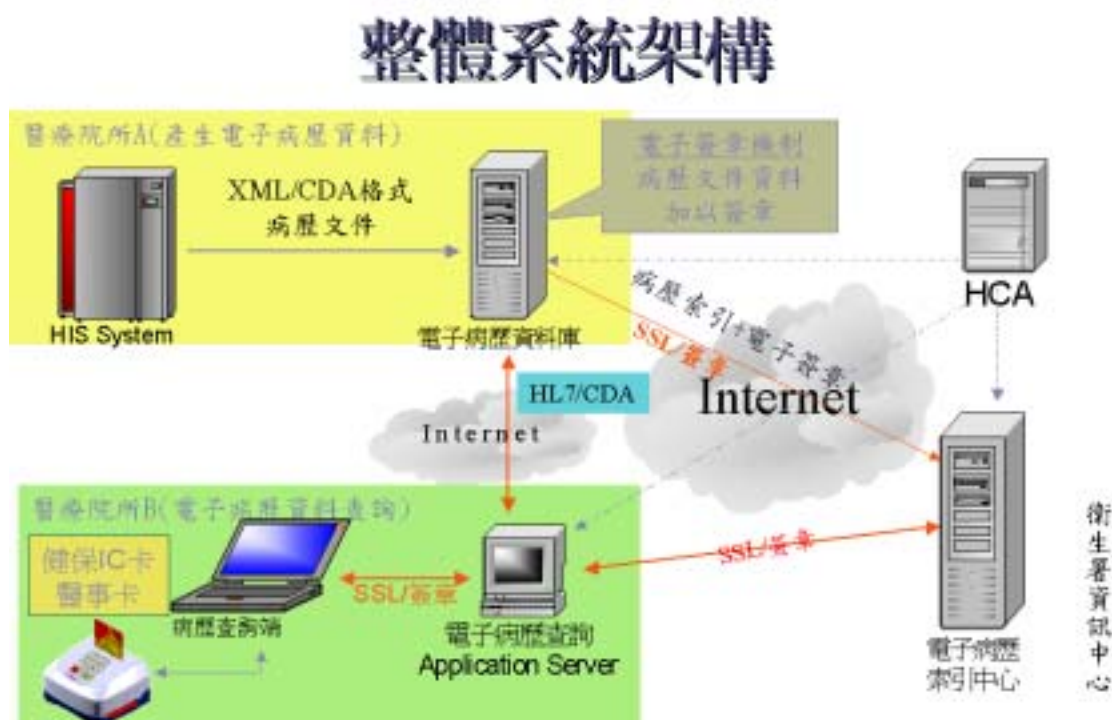 整體系統架構
醫療院所A(產生電子病歷資料)
XML/CDA格式
病歷文件
HIS System
電子病歷資料庫
電子簽章機制
病歷文件資料
加以簽章
HCA
病歷索引+電子簽章
SSL/簽章
Internet
HL7/CDA
Internet
醫療院所B(電子病歷資料查詢)
健保IC卡
醫事卡
病歷查詢端
SSL/簽章
電子病歷查詢
Application Server
SSL/簽章
電子病歷
索引中心
衛生署資訊中心